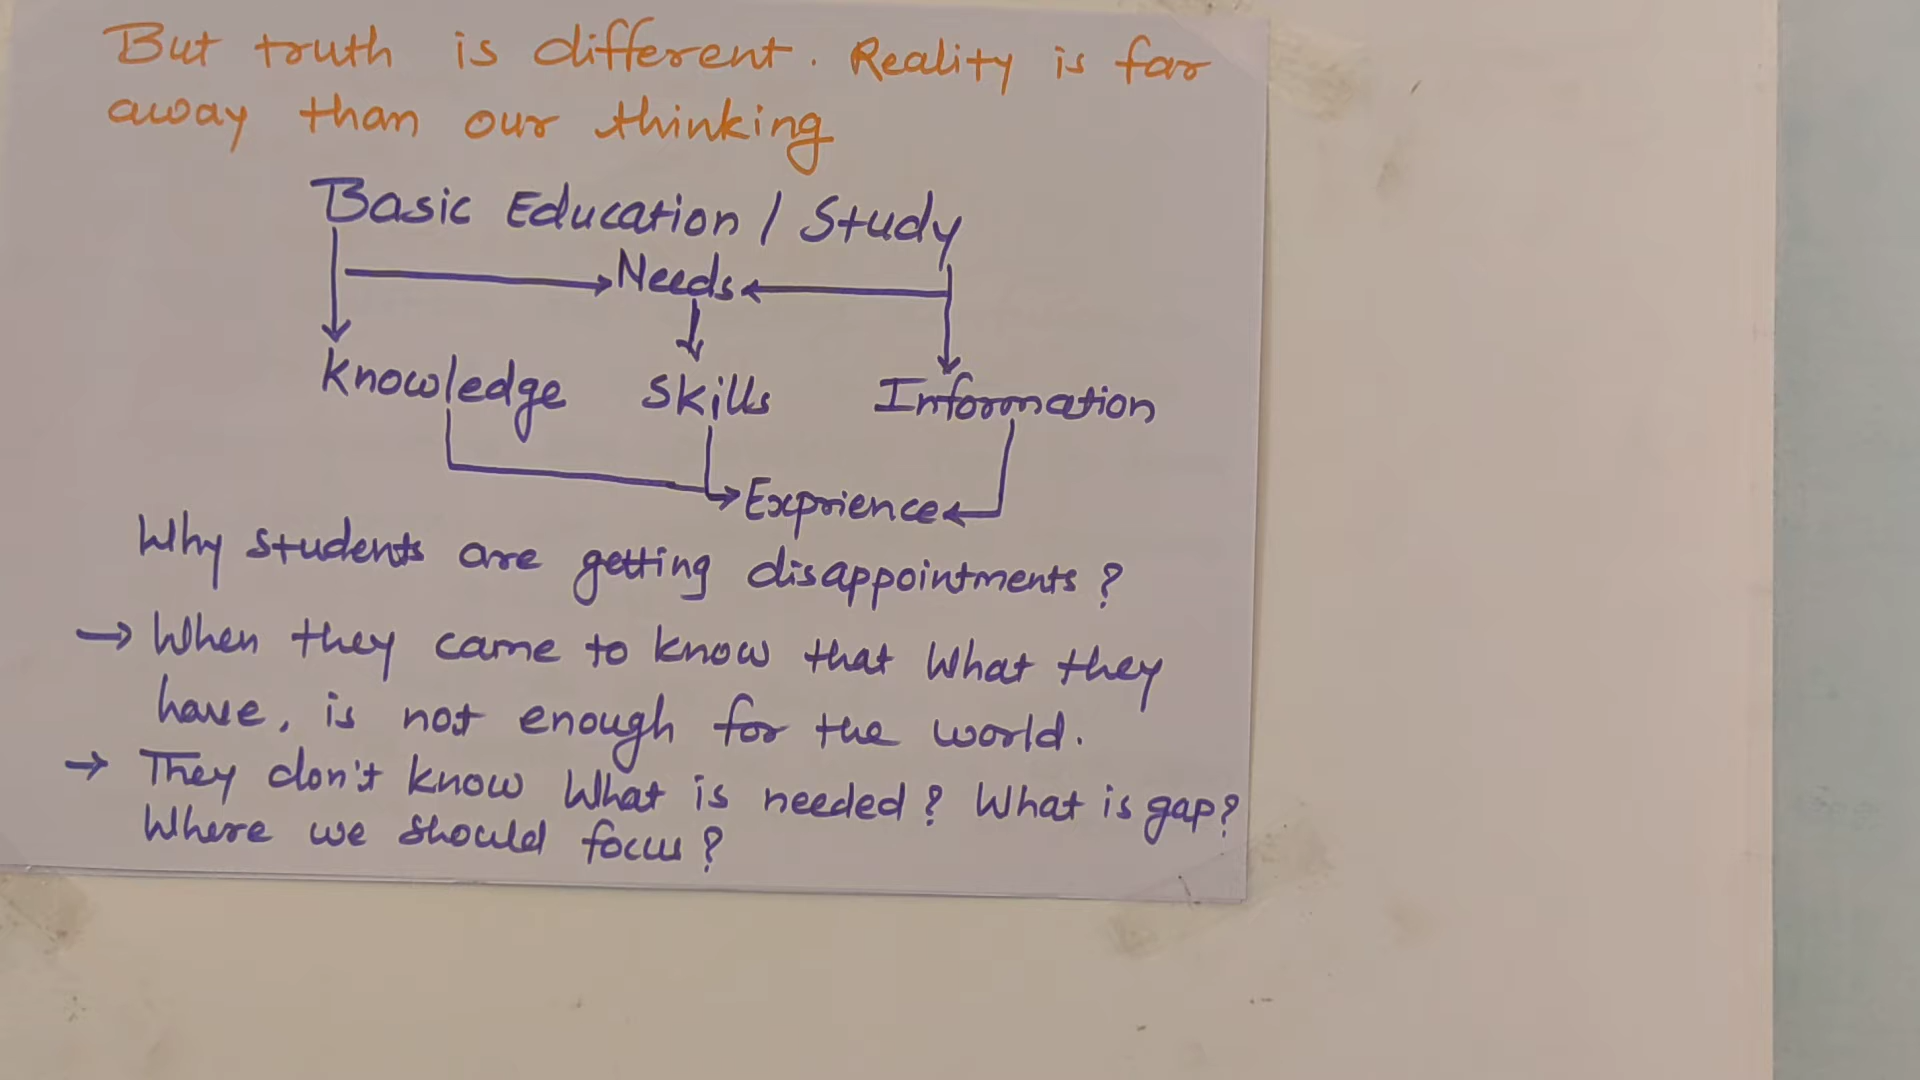 But truth is different. Reality is far
away than our thinking
Basic Education / Study
Needs
Knowledge Skills Information
Exprience
Why students are getting disappointments?
→ When they came to know that What they
have, is not enough for the world.
→ They don't know What is needed? What is gap?
Where we should focus?